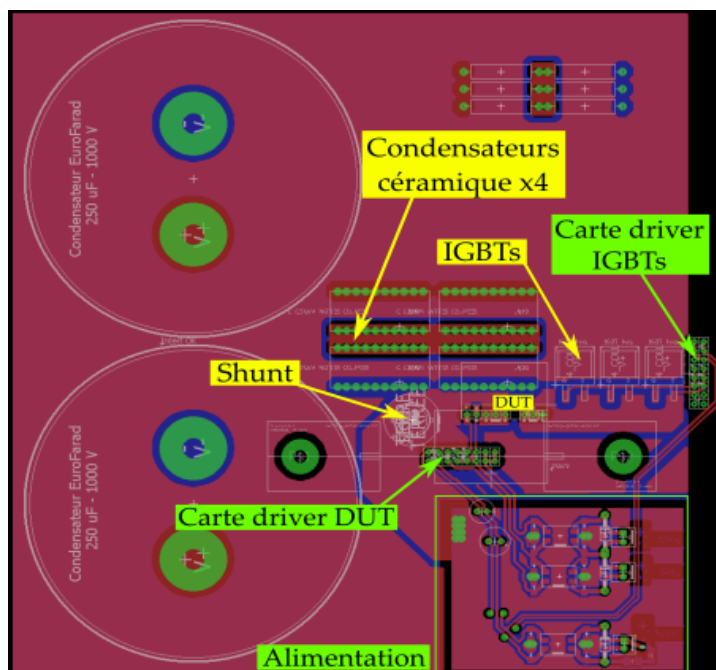 Condensateur EuroFarad
250 uF - 1000 V
Condensateurs
céramique x4
IGBTs
Carte driver
IGBTs
Shunt
DUT
Condensateur EuroFarad
250 uF - 1000 V
Carte driver DUT
Alimentation